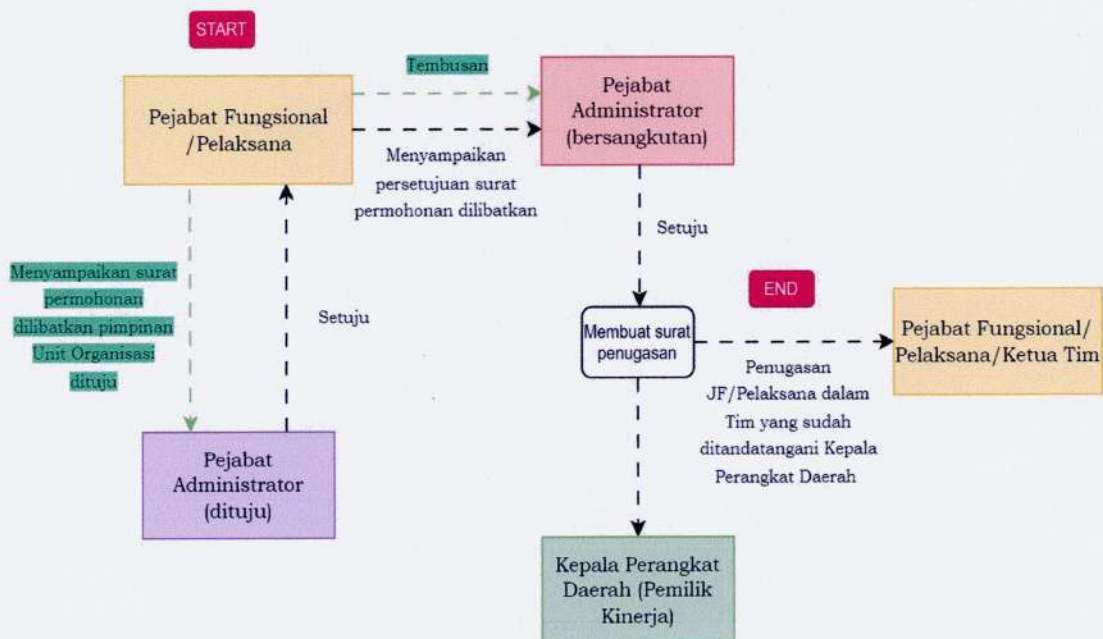 START
Pejabat Fungsional
/Pelaksana
Tembusan
Menyampaikan
persetujuan surat
permohonan dilibatkan
Pejabat
Administrator
(bersangkutan)
Menyampaikan surat
permohonan
dilibatkan pimpinan
Unit Organisasi
dituju
Setuju
Pejabat
Administrator
(dituju)
Setuju
Membuat surat
penugasan
END
Penugasan
JF/Pelaksana dalam
Tim yang sudah
ditandatangani Kepala
Perangkat Daerah
Pejabat Fungsional/
Pelaksana/Ketua Tim
Kepala Perangkat
Daerah (Pemilik
Kinerja)